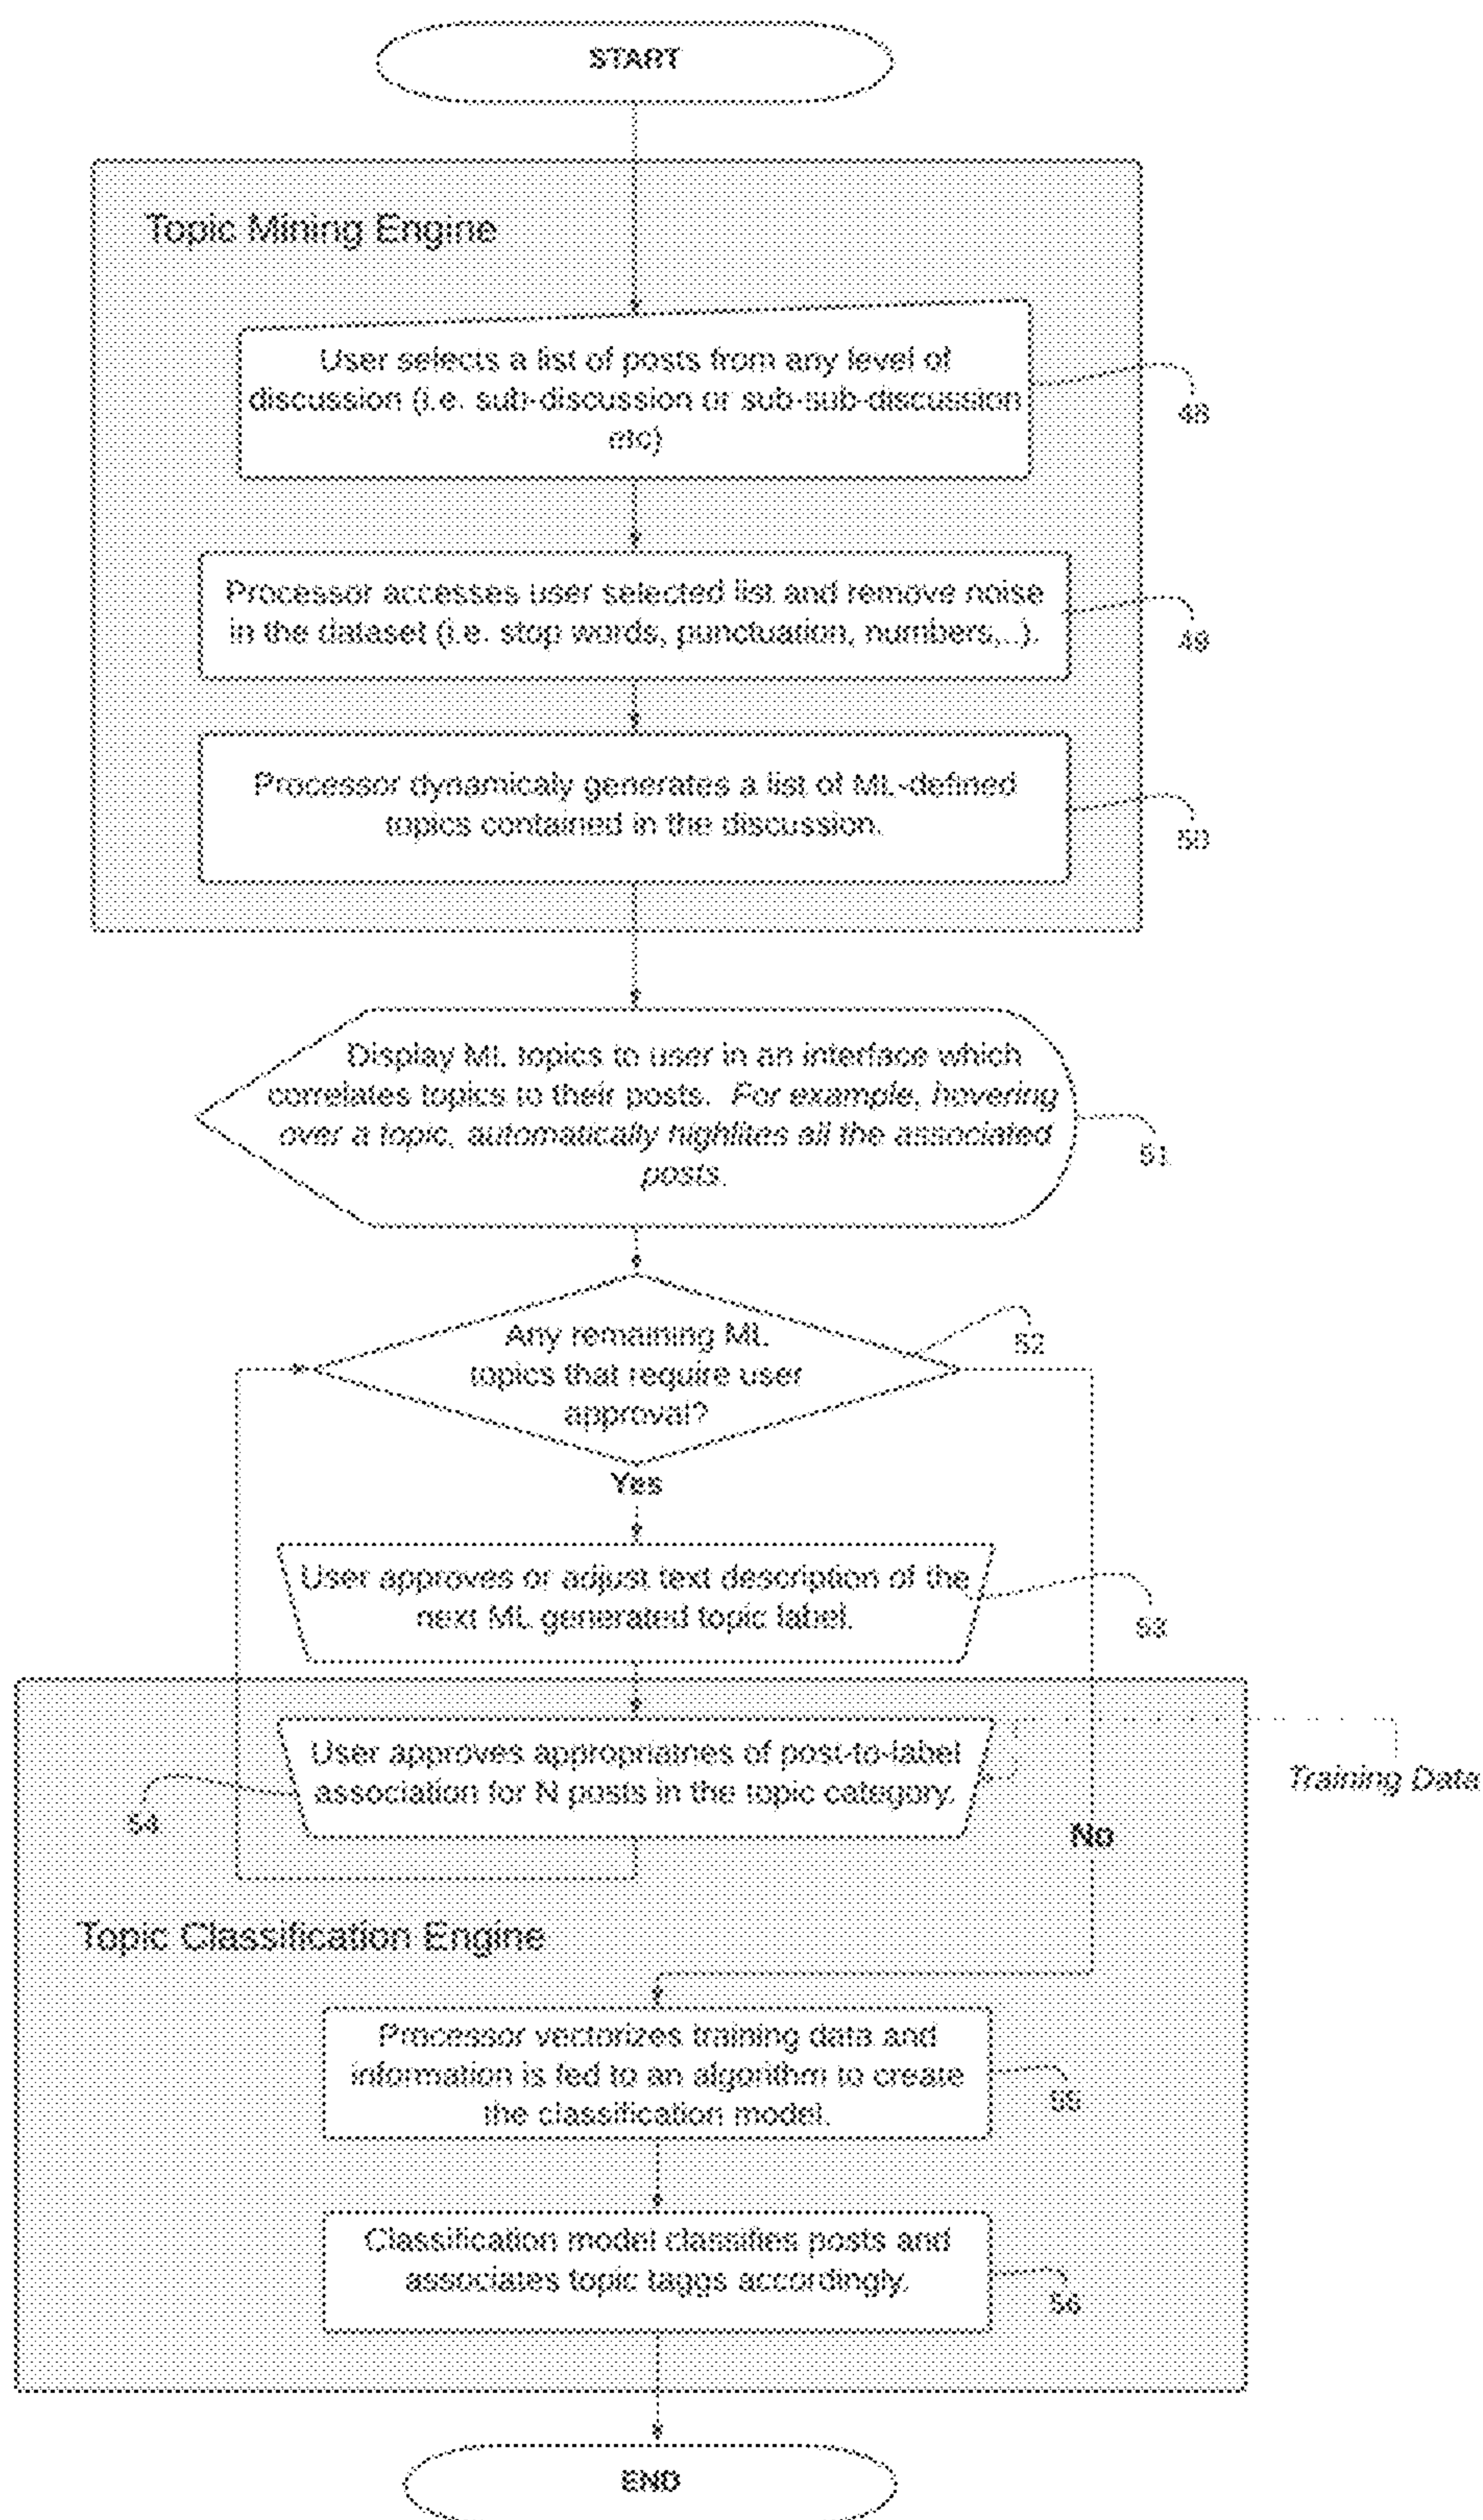 START
Topic Mining Engine
User selects a list of posts from any level of
discussion (i.e. sub-discussion or sub-sub-discussion
etc)
48
Processor accesses user selected list and remove noise
in the dataset (i.e. stop words, punctuation, numbers,..).
49
Processor dynamicaly generates a list of ML-defined
topics contained in the discussion.
50
Display ML topics to user in an interface which
correlates topics to their posts. For example, hovering
over a topic, automatically highlites all the associated
posts.
51
Any remaining ML
topics that require user
approval?
52
Yes
User approves or adjust text description of the
next ML generated topic label.
53
User approves appropriatnes of post-to-label
association for N posts in the topic category.
54
Training Data
No
Topic Classification Engine
Processor vectorizes training data and
information is fed to an algorithm to create
the classification model.
55
Classification model classifies posts and
associates topic taggs accordingly.
56
END